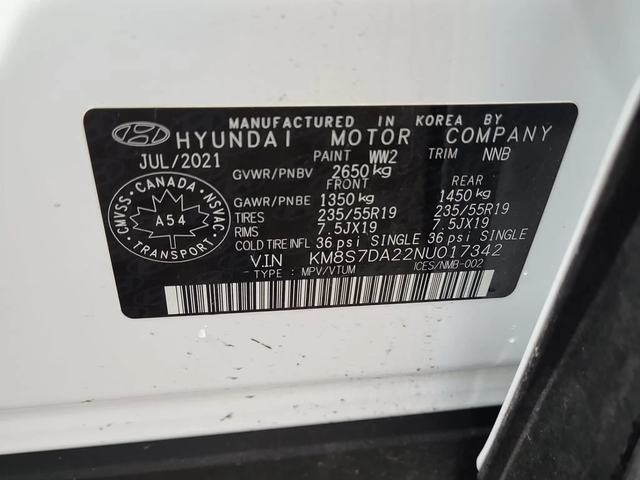 MANUFACTURED IN KOREA BY
HYUNDAI MOTOR COMPANY
JUL/2021 PAINT WW2 TRIM NNB
GVWR/PNBV 2650 kg
FRONT REAR
GAWR/PNBE 1350 kg 1450 kg
TIRES 235/55R19 235/55R19
RIMS 7.5JX19 7.5JX19
COLD TIRE INFL 36 psi SINGLE 36 psi SINGLE
V.I.N KM8S7DA22NU017342
TYPE : MPV/VTUM ICES/NMB-002
CANADA
CMVSS NSVAC
A54
TRANSPORT